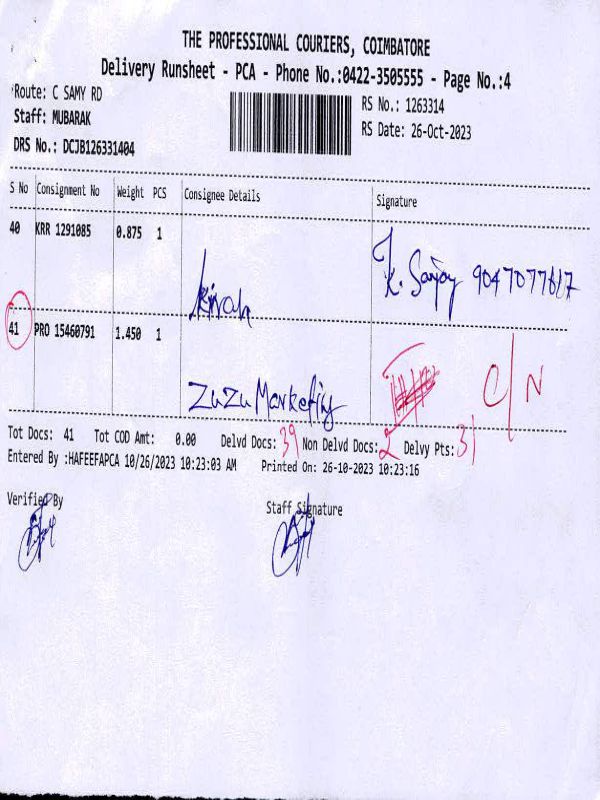 THE PROFESSIONAL COURIERS, COIMBATORE
Delivery Runsheet - PCA - Phone No.:0422-3505555 - Page No.:4
Route: C SAMY RD
RS No.: 1263314
Staff: MUBARAK
RS Date: 26-Oct-2023
DRS No.: DCJB126331404
S No Consignment No Weight PCS Consignee Details Signature
40 KRR 1291085 0.875 1
kiran K. Sanjay 9047077617
41 PRO 15460791 1.450 1
ZuZu Marketing C/N
Tot Docs: 41 Tot COD Amt: 0.00 Delvd Docs: 39 Non Delvd Docs: 2 Delvy Pts: 31
Entered By :HAFEEFAPCA 10/26/2023 10:23:03 AM Printed On: 26-10-2023 10:23:16
Verified By Staff Signature